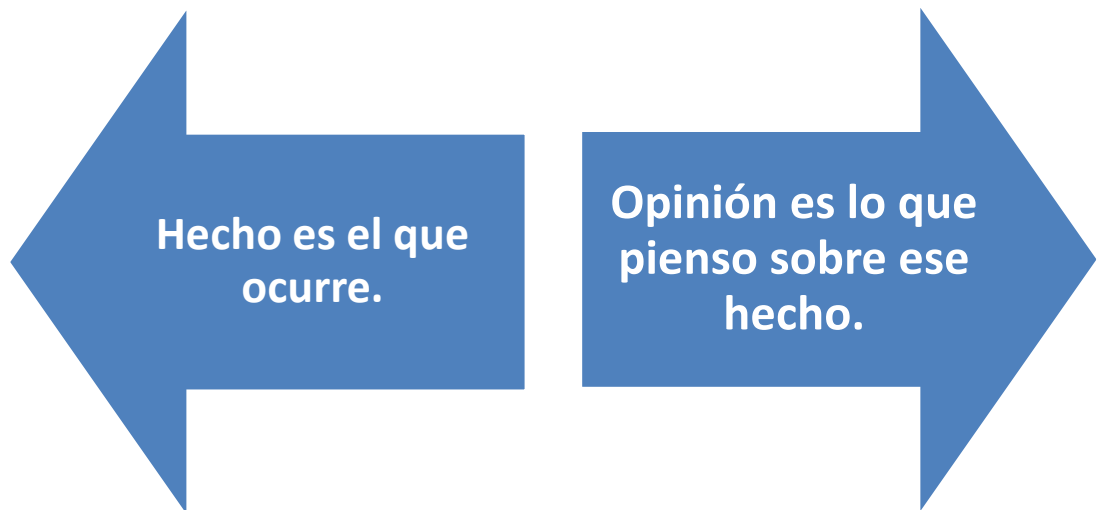 Hecho es el que
ocurre.
Opinión es lo que
pienso sobre ese
hecho.